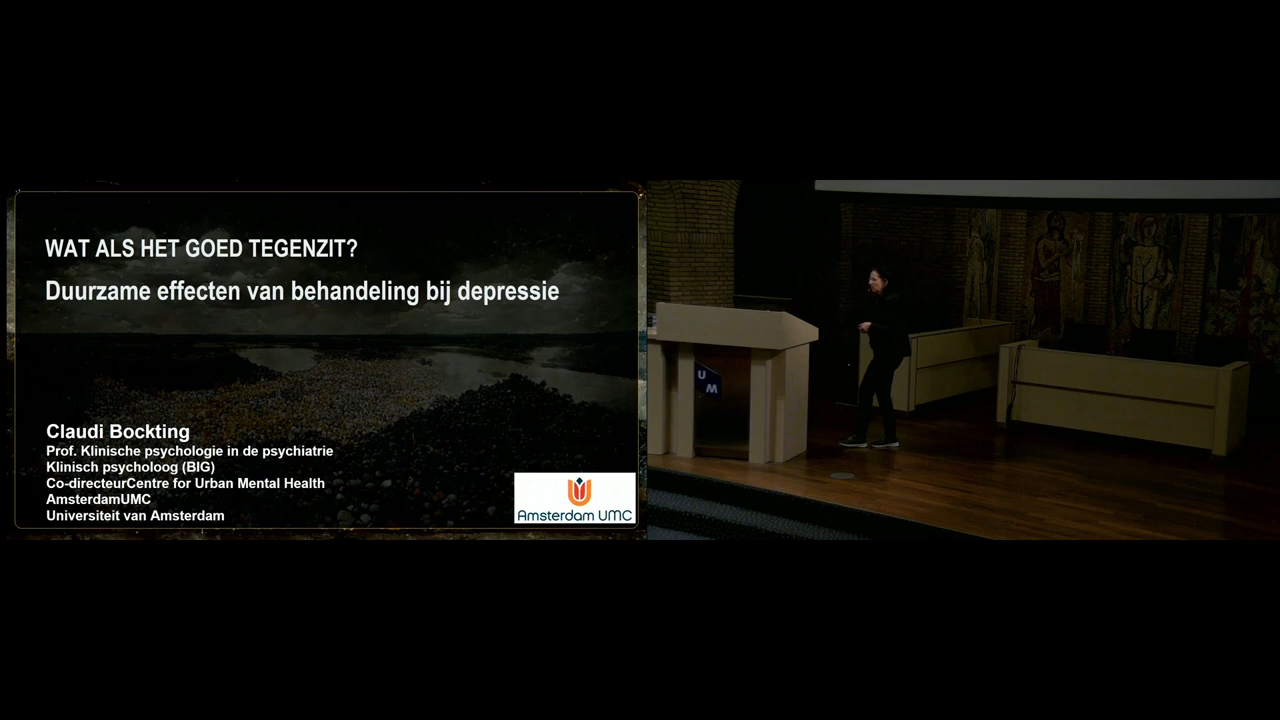 WAT ALS HET GOED TEGENZIT?
Duurzame effecten van behandeling bij depressie
Claudi Bockting
Prof. Klinische psychologie in de psychiatrie
Klinisch psycholoog (BIG)
Co-directeurCentre for Urban Mental Health
AmsterdamUMC
Universiteit van Amsterdam
Amsterdam UMC
U
M